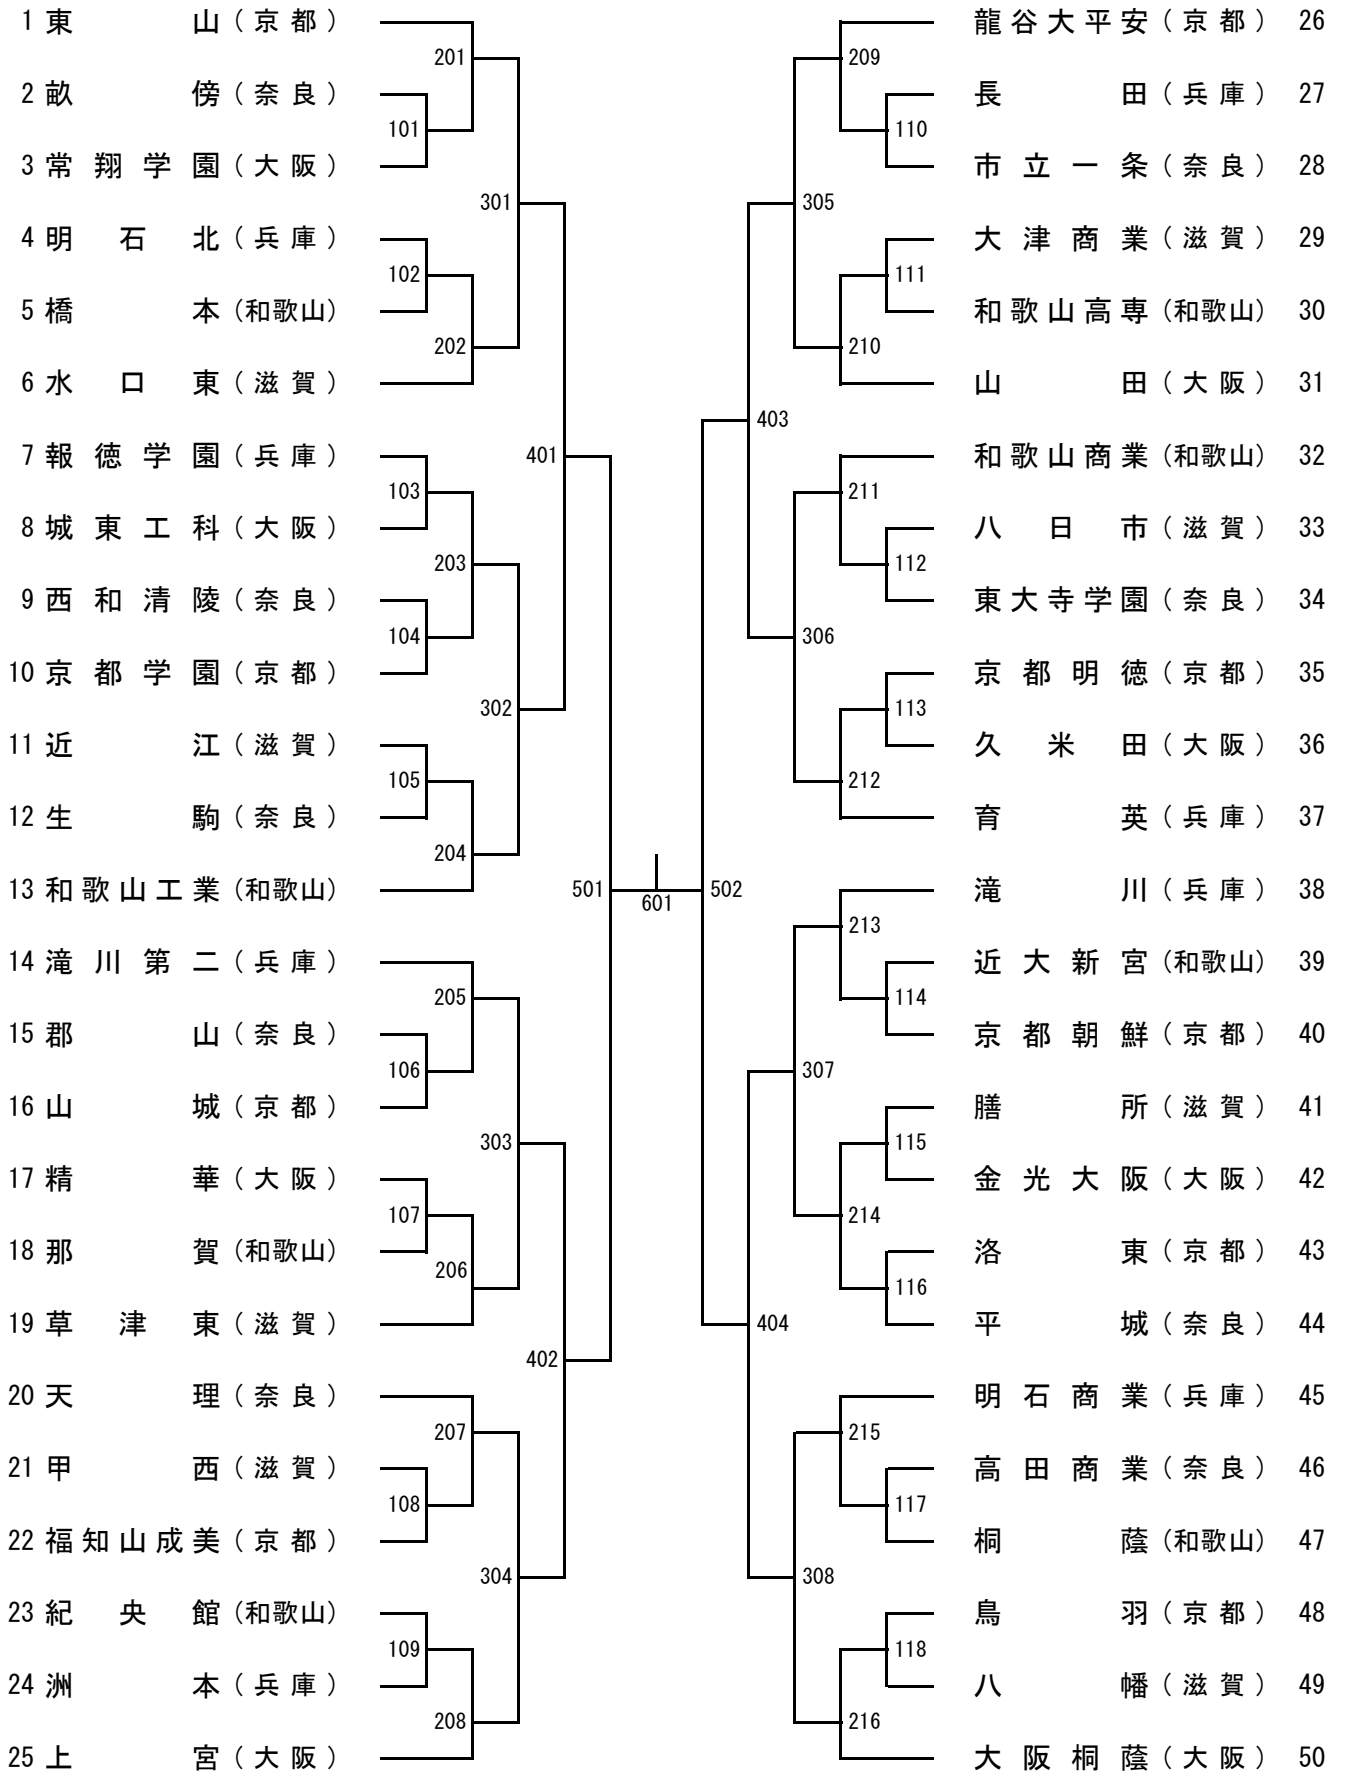 1 東山(京都)
2 畝傍(奈良)
3 常翔学園(大阪)
4 明石北(兵庫)
5 橋本(和歌山)
6 水口東(滋賀)
7 報徳学園(兵庫)
8 城東工科(大阪)
9 西和清陵(奈良)
10 京都学園(京都)
11 近江(滋賀)
12 生駒(奈良)
13 和歌山工業(和歌山)
14 滝川第二(兵庫)
15 郡山(奈良)
16 山城(京都)
17 精華(大阪)
18 那賀(和歌山)
19 草津東(滋賀)
20 天理(奈良)
21 甲西(滋賀)
22 福知山成美(京都)
23 紀央館(和歌山)
24 洲本(兵庫)
25 上宮(大阪)
201
101
301
102
202
401
103
203
104
302
105
204
501
205
106
303
107
206
402
207
108
304
109
208
601
502
209
110
305
111
210
403
211
112
306
113
212
213
114
307
115
214
116
404
215
117
308
118
216
龍谷大平安(京都) 26
長田(兵庫) 27
市立一条(奈良) 28
大津商業(滋賀) 29
和歌山高専(和歌山) 30
山田(大阪) 31
和歌山商業(和歌山) 32
八日市(滋賀) 33
東大寺学園(奈良) 34
京都明徳(京都) 35
久米田(大阪) 36
育英(兵庫) 37
滝川(兵庫) 38
近大新宮(和歌山) 39
京都朝鮮(京都) 40
膳所(滋賀) 41
金光大阪(大阪) 42
洛東(京都) 43
平城(奈良) 44
明石商業(兵庫) 45
高田商業(奈良) 46
桐蔭(和歌山) 47
鳥羽(京都) 48
八幡(滋賀) 49
大阪桐蔭(大阪) 50